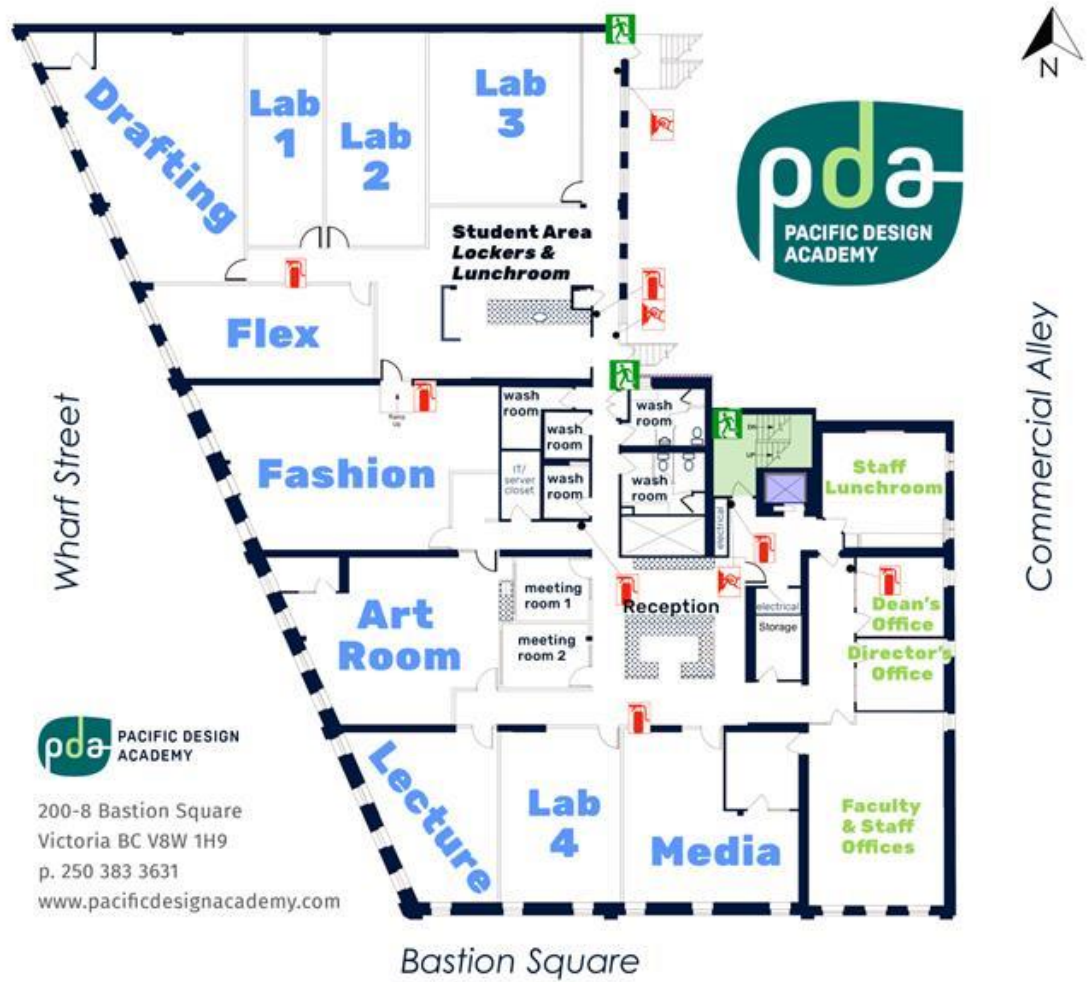 N
Drafting
Lab
1
Lab
2
Lab
3
pda
PACIFIC DESIGN
ACADEMY
Student Area
Lockers &
Lunchroom
Flex
Ramp
Up
Wharf Street
Commercial Alley
Fashion
wash
room
wash
room
wash
room
IT/
server
closet
wash
room
wash
room
DN
UP
electrical
Staff
Lunchroom
Art
Room
meeting
room 1
meeting
room 2
Reception
electrical
Storage
Dean's
Office
Director's
Office
Lecture
Lab
4
Media
Faculty
& Staff
Offices
pda
PACIFIC DESIGN
ACADEMY
200-8 Bastion Square
Victoria BC V8W 1H9
p. 250 383 3631
www.pacificdesignacademy.com
Bastion Square